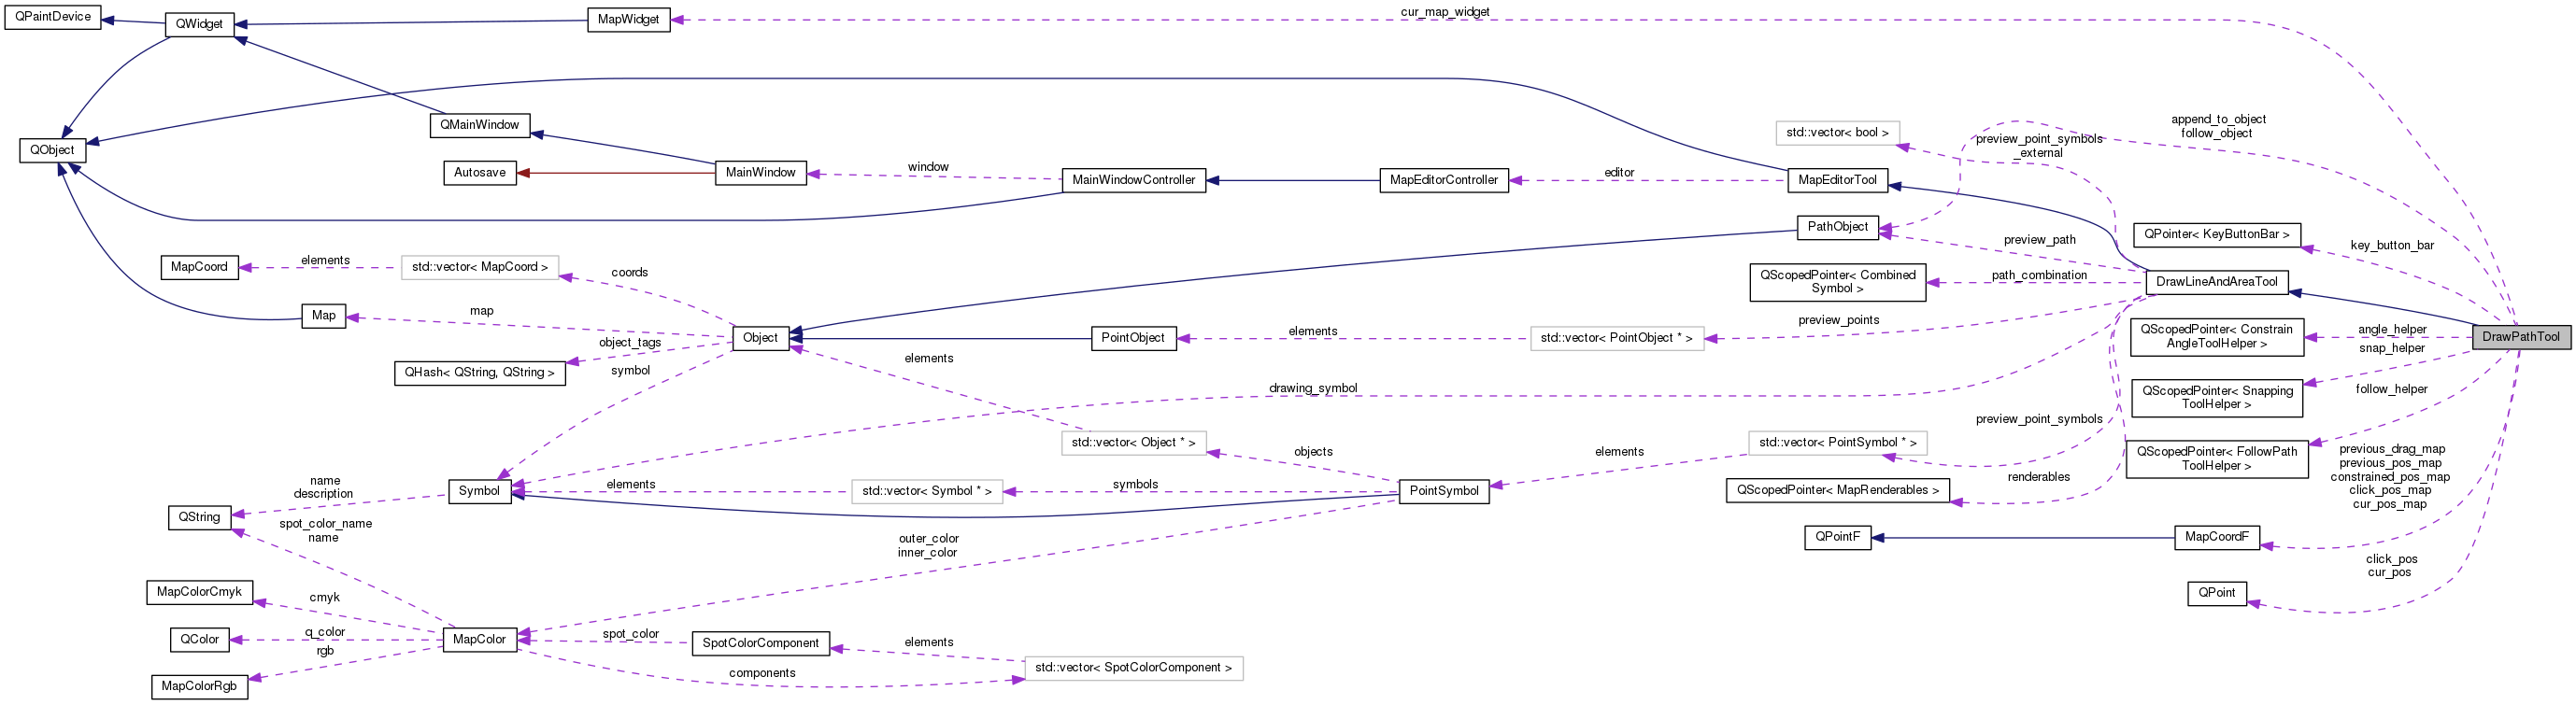 QPaintDevice
QWidget
MapWidget
cur_map_widget
QObject
QMainWindow
Autosave
MainWindow
window
MainWindowController
MapEditorController
editor
MapEditorTool
std::vector< bool >
preview_point_symbols
_external
append_to_object
follow_object
PathObject
preview_path
QPointer< KeyButtonBar >
key_button_bar
MapCoord
elements
std::vector< MapCoord >
coords
QScopedPointer< Combined
Symbol >
path_combination
DrawLineAndAreaTool
Map
map
object_tags
QHash< QString, QString >
symbol
Object
elements
PointObject
elements
std::vector< PointObject * >
preview_points
QScopedPointer< Constrain
AngleToolHelper >
angle_helper
DrawPathTool
snap_helper
QScopedPointer< Snapping
ToolHelper >
follow_helper
drawing_symbol
std::vector< Object * >
objects
elements
std::vector< PointSymbol * >
preview_point_symbols
QScopedPointer< FollowPath
ToolHelper >
previous_drag_map
previous_pos_map
constrained_pos_map
click_pos_map
cur_pos_map
name
description
Symbol
elements
std::vector< Symbol * >
symbols
PointSymbol
QScopedPointer< MapRenderables >
renderables
QString
spot_color_name
name
outer_color
inner_color
QPointF
MapCoordF
click_pos
cur_pos
MapColorCmyk
cmyk
QPoint
QColor
q_color
rgb
MapColor
spot_color
SpotColorComponent
elements
std::vector< SpotColorComponent >
components
MapColorRgb